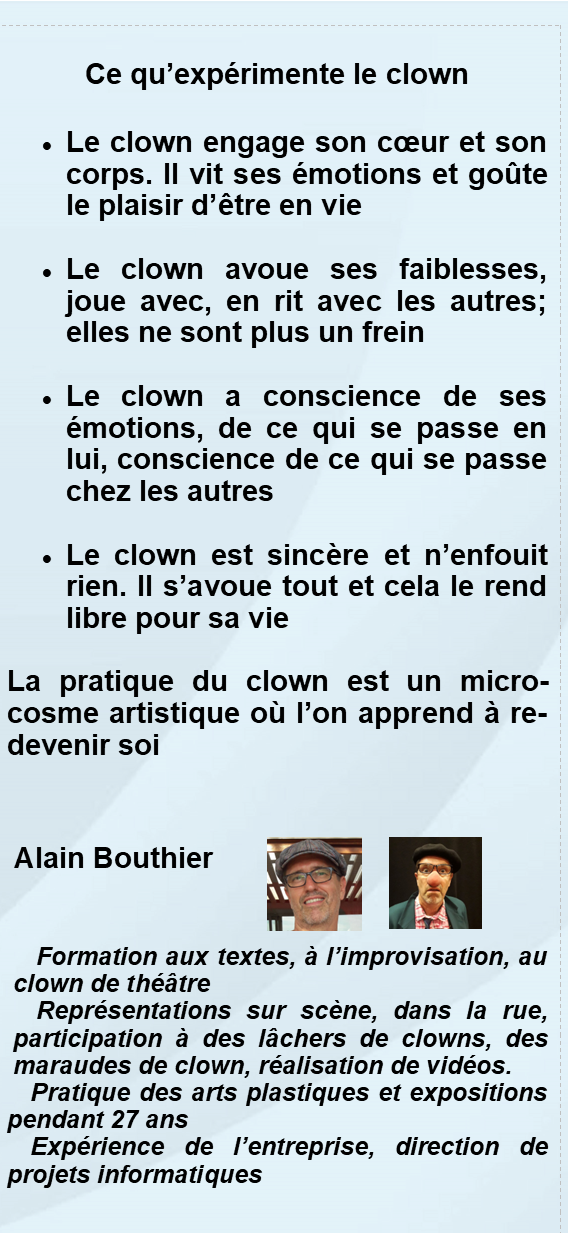 Ce qu’expérimente le clown
• Le clown engage son cœur et son
corps. Il vit ses émotions et goûte
le plaisir d’être en vie
• Le clown avoue ses faiblesses,
joue avec, en rit avec les autres;
elles ne sont plus un frein
• Le clown a conscience de ses
émotions, de ce qui se passe en
lui, conscience de ce qui se passe
chez les autres
• Le clown est sincère et n’enfouit
rien. Il s’avoue tout et cela le rend
libre pour sa vie
La pratique du clown est un micro-
cosme artistique où l’on apprend à re-
devenir soi
Alain Bouthier
Formation aux textes, à l’improvisation, au
clown de théâtre
Représentations sur scène, dans la rue,
participation à des lâchers de clowns, des
maraudes de clown, réalisation de vidéos.
Pratique des arts plastiques et expositions
pendant 27 ans
Expérience de l’entreprise, direction de
projets informatiques